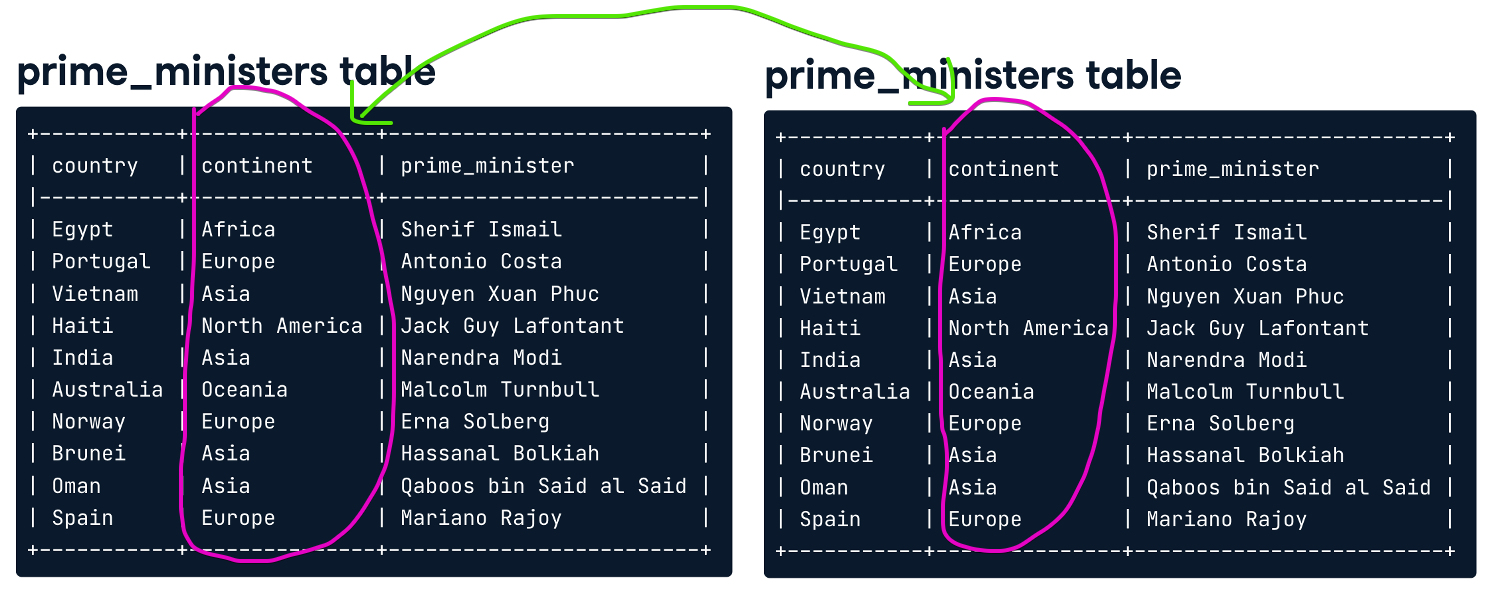 prime_ministers table
+-----------+---------------+----------------------+
| country | continent | prime_minister |
|-----------+---------------+----------------------|
| Egypt | Africa | Sherif Ismail |
| Portugal | Europe | Antonio Costa |
| Vietnam | Asia | Nguyen Xuan Phuc |
| Haiti | North America | Jack Guy Lafontant |
| India | Asia | Narendra Modi |
| Australia | Oceania | Malcolm Turnbull |
| Norway | Europe | Erna Solberg |
| Brunei | Asia | Hassanal Bolkiah |
| Oman | Asia | Qaboos bin Said al Said |
| Spain | Europe | Mariano Rajoy |
+-----------+---------------+----------------------+
prime_ministers table
+-----------+---------------+----------------------+
| country | continent | prime_minister |
|-----------+---------------+----------------------|
| Egypt | Africa | Sherif Ismail |
| Portugal | Europe | Antonio Costa |
| Vietnam | Asia | Nguyen Xuan Phuc |
| Haiti | North America | Jack Guy Lafontant |
| India | Asia | Narendra Modi |
| Australia | Oceania | Malcolm Turnbull |
| Norway | Europe | Erna Solberg |
| Brunei | Asia | Hassanal Bolkiah |
| Oman | Asia | Qaboos bin Said al Said |
| Spain | Europe | Mariano Rajoy |
+-----------+---------------+----------------------+